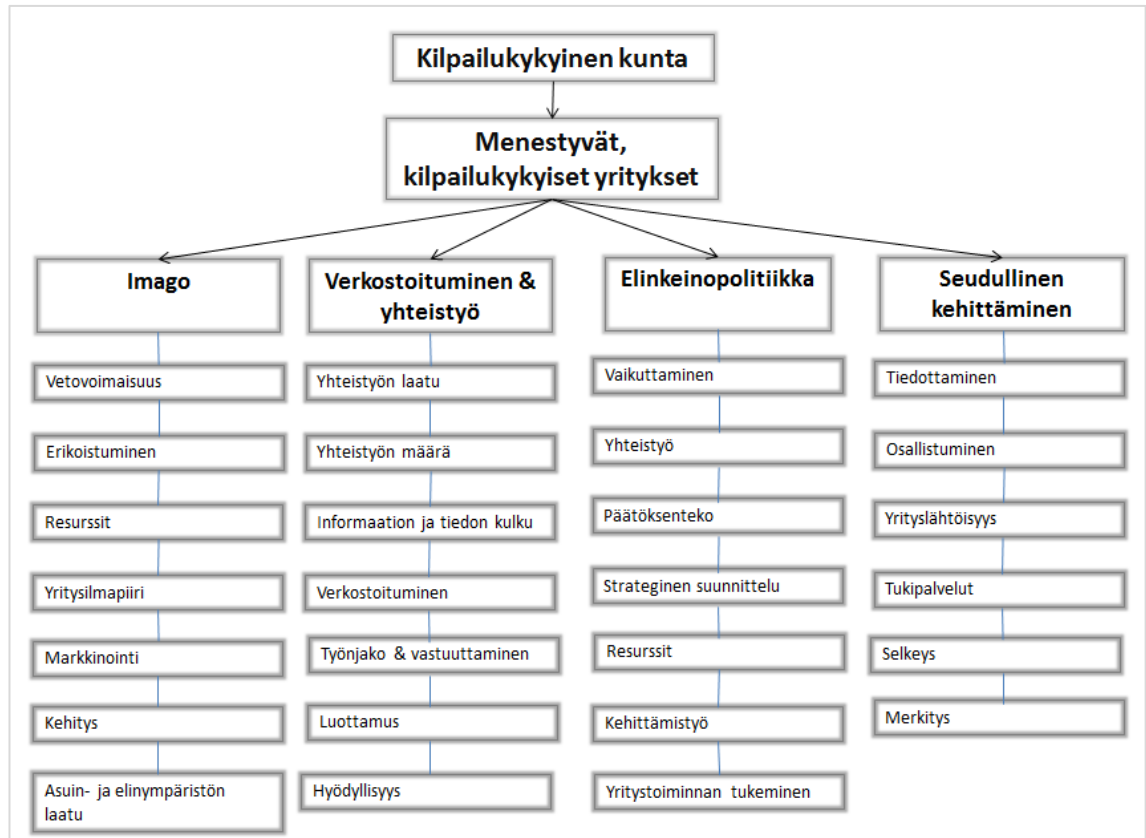 Kilpailukykyinen kunta
Menestyvät,
kilpailukykyiset yritykset
Imago
Vetovoimaisuus
Erikoistuminen
Resurssit
Yritysilmapiiri
Markkinointi
Kehitys
Asuin- ja elinympäristön
laatu
Verkostoituminen &
yhteistyö
Yhteistyön laatu
Yhteistyön määrä
Informaation ja tiedon kulku
Verkostoituminen
Työnjako & vastuuttaminen
Luottamus
Hyödyllisyys
Elinkeinopolitiikka
Vaikuttaminen
Yhteistyö
Päätöksenteko
Strateginen suunnittelu
Resurssit
Kehittämistyö
Yritystoiminnan tukeminen
Seudullinen
kehittäminen
Tiedottaminen
Osallistuminen
Yrityslähtöisyys
Tukipalvelut
Selkeys
Merkitys